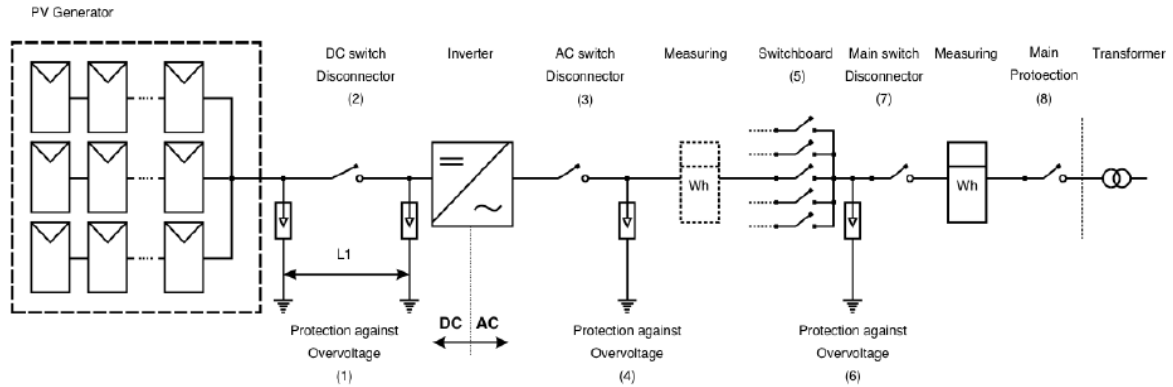 PV Generator
DC switch
Disconnector
(2)
Inverter
AC switch
Disconnector
(3)
Measuring
Switchboard
(5)
Main switch
Disconnector
(7)
Measuring
Main
Protoection
(8)
Transformer
Wh
Wh
L1
DC
AC
Protection against
Overvoltage
(1)
Protection against
Overvoltage
(4)
Protection against
Overvoltage
(6)